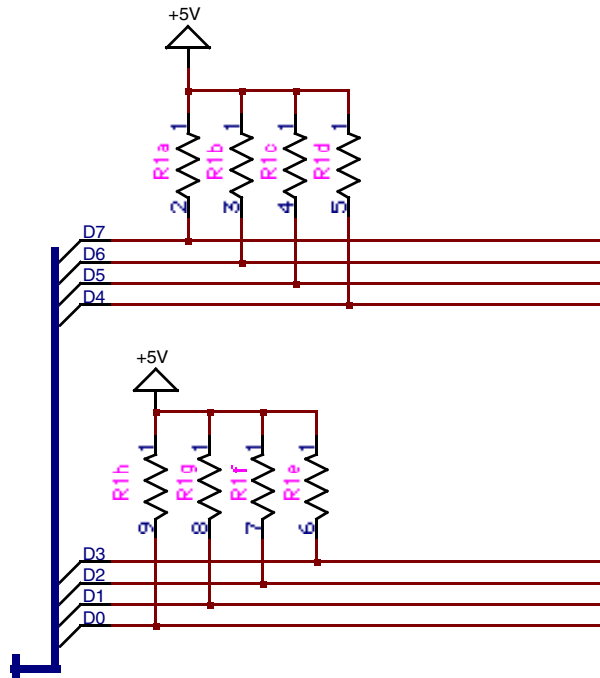 +5V
1 1 1 1
R1a R1b R1c R1d
2 3 4 5
D7
D6
D5
D4
+5V
1 1 1 1
R1h R1g R1f R1e
9 8 7 6
D3
D2
D1
D0